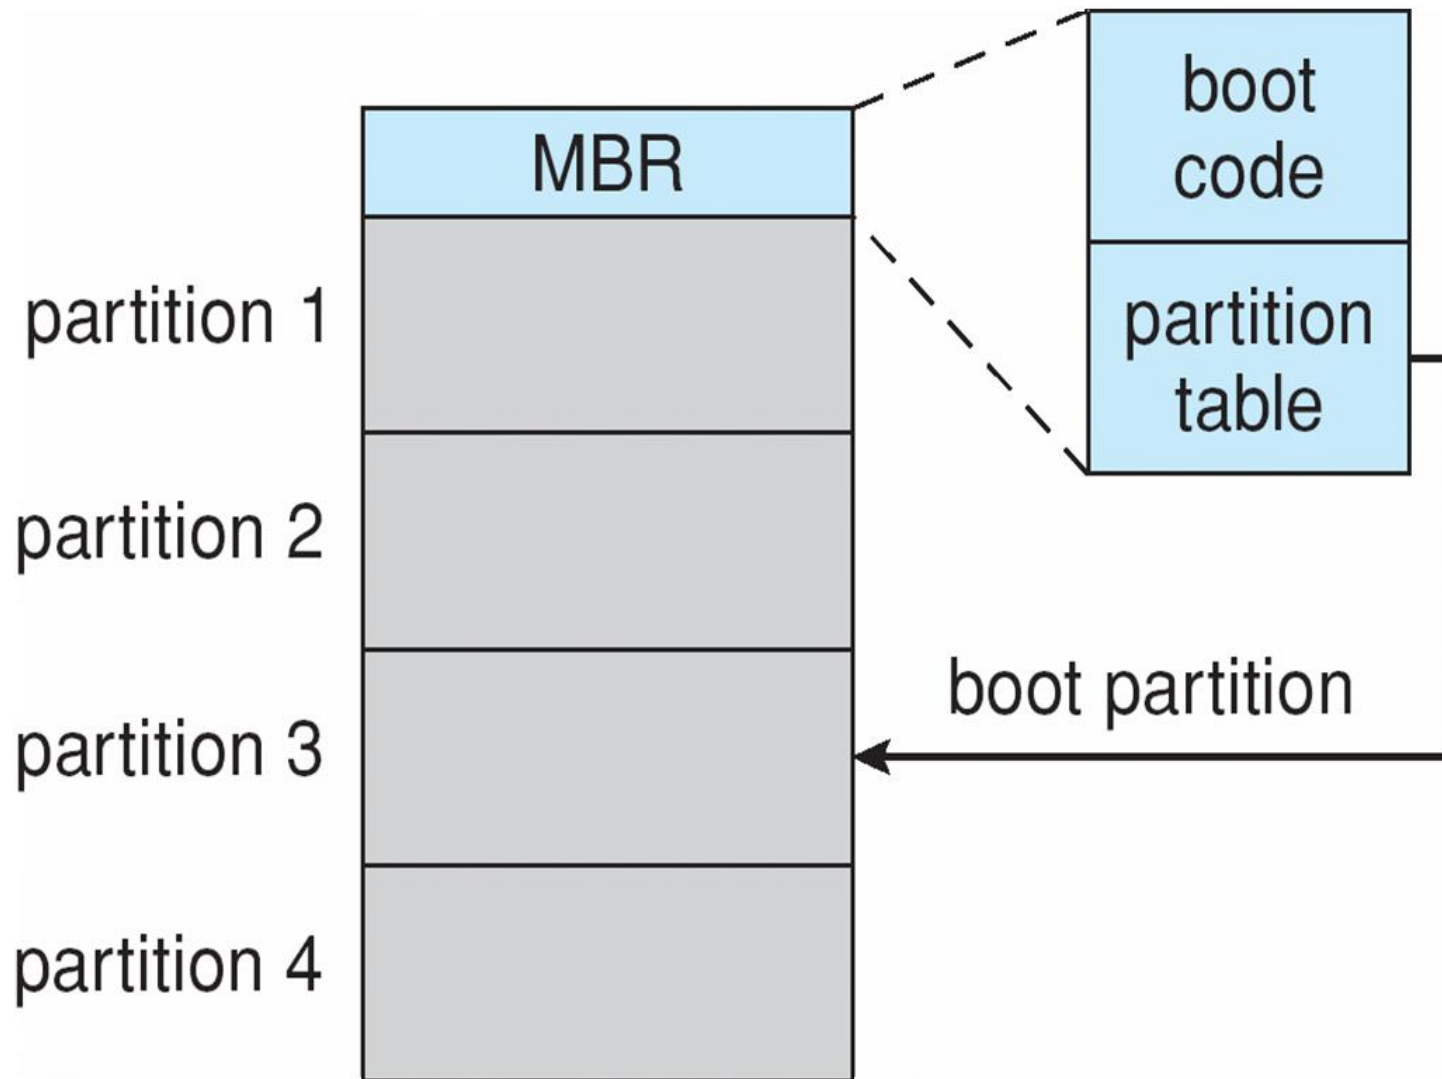 MBR
boot
code
partition
table
partition 1
partition 2
partition 3
boot partition
partition 4